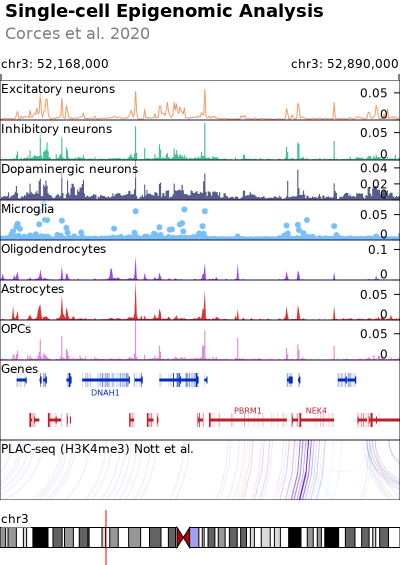 Single-cell Epigenomic Analysis
Corces et al. 2020
chr3: 52,168,000 chr3: 52,890,000
Excitatory neurons 0.05
0
Inhibitory neurons 0.05
0
Dopaminergic neurons 0.04
0.02
0
Microglia 0.05
0
Oligodendrocytes 0.1
0
Astrocytes 0.05
0
OPCs 0.05
0
Genes
DNAH1
PBRM1 NEK4
PLAC-seq (H3K4me3) Nott et al.
chr3